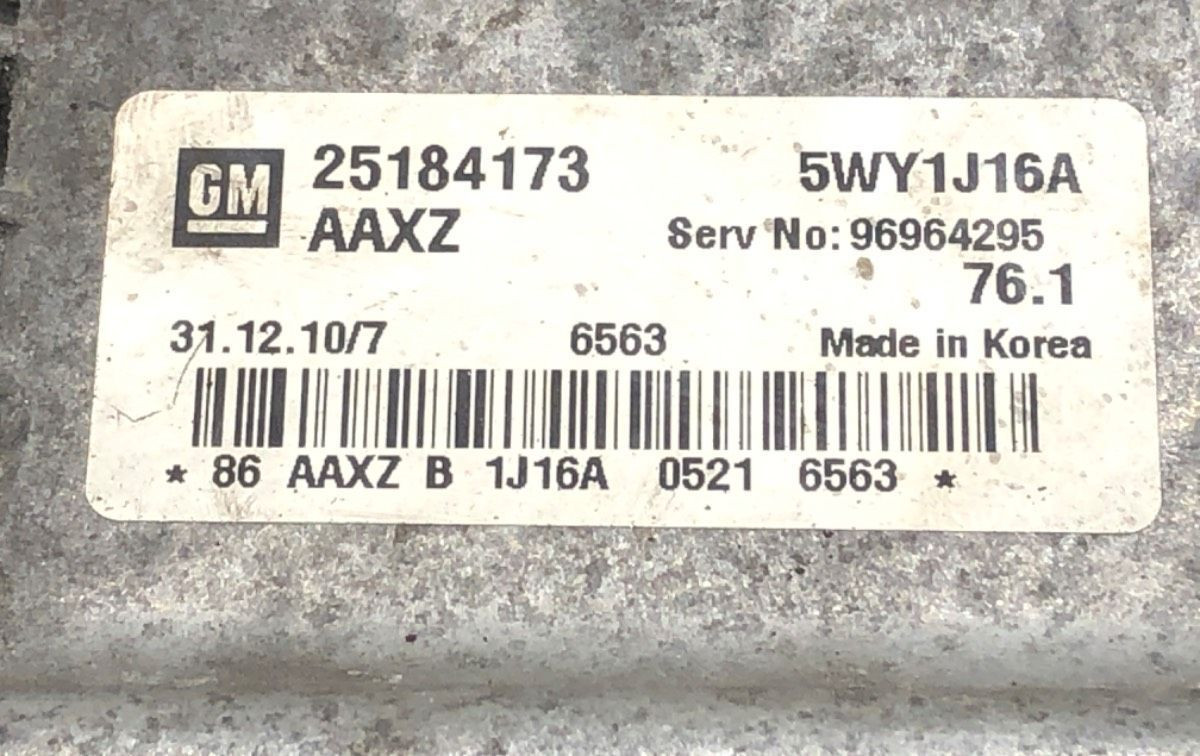 GM 25184173 5WY1J16A
AAXZ Serv No: 96964295
76.1
31.12.10/7 6563 Made in Korea
* 86 AAXZ B 1J16A 0521 6563 *